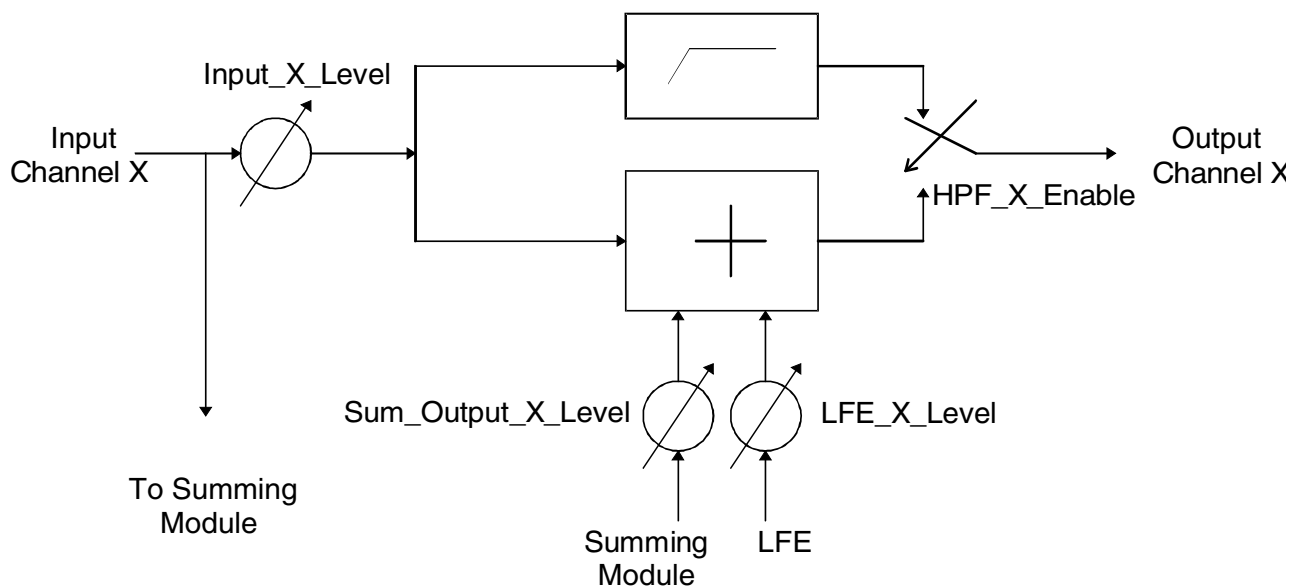 Input_X_Level
Input
Channel X
Output
Channel X
HPF_X_Enable
Sum_Output_X_Level
LFE_X_Level
To Summing
Module
Summing
Module
LFE